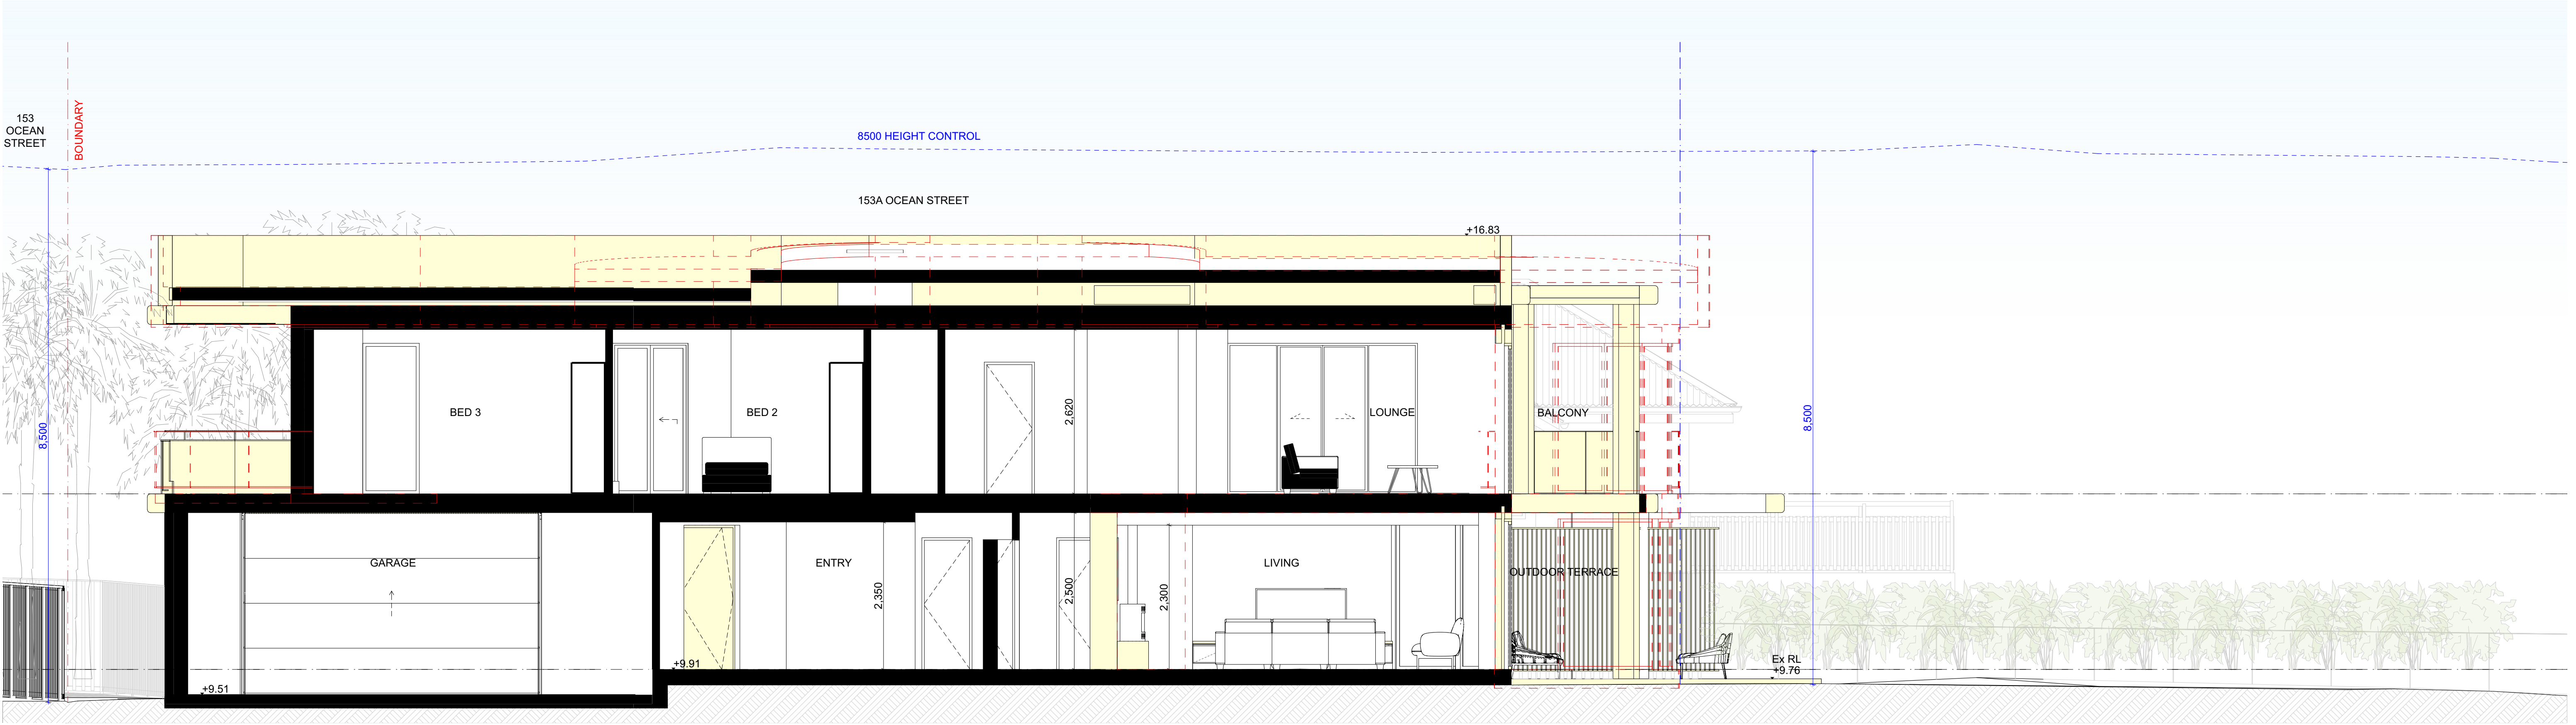 153
OCEAN
STREET
BOUNDARY
8500 HEIGHT CONTROL
153A OCEAN STREET
+16.83
8,500
BED 3
BED 2
2,620
LOUNGE
BALCONY
8,500
GARAGE
ENTRY
2,350
2,500
2,300
LIVING
OUTDOOR TERRACE
+9.51
+9.91
Ex RL
+9.76